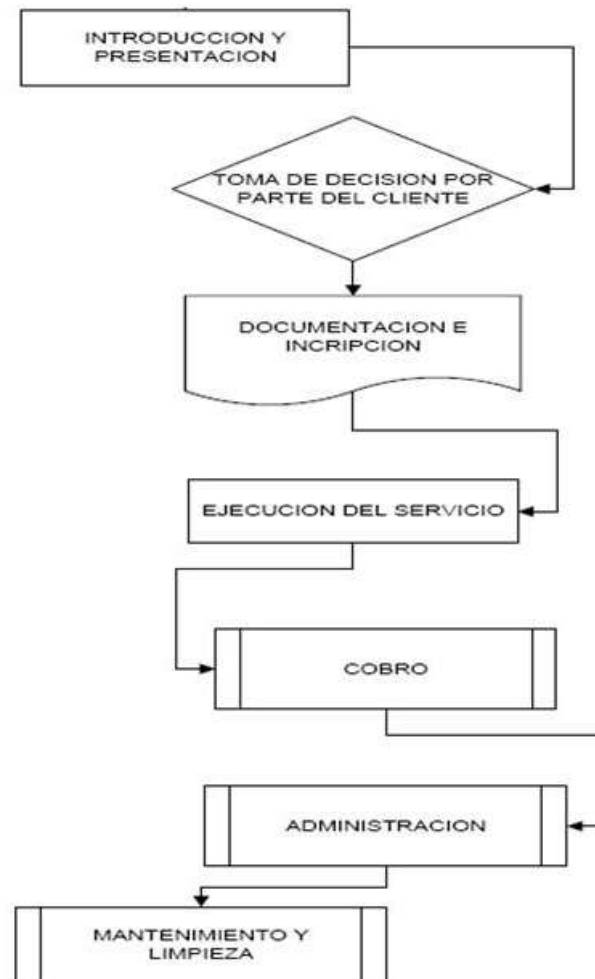 INTRODUCCION Y
PRESENTACION
TOMA DE DECISION POR
PARTE DEL CLIENTE
DOCUMENTACION E
INCRIPCION
EJECUCION DEL SERVICIO
COBRO
ADMINISTRACION
MANTENIMIENTO Y
LIMPIEZA